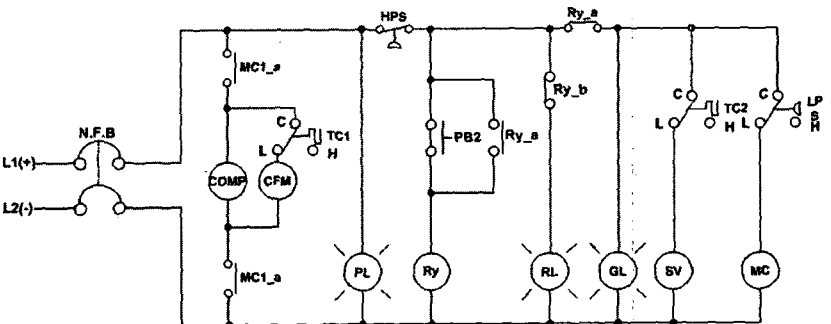 HPS
Ry_a
MC1_a
C
TC1
L
H
Ry_b
C
TC2
L
H
C
LP
S
L
H
N.F.B
PB2
Ry_a
L1(+)
COMP
CFM
L2(-)
MC1_a
PL
Ry
RL
GL
SV
MC